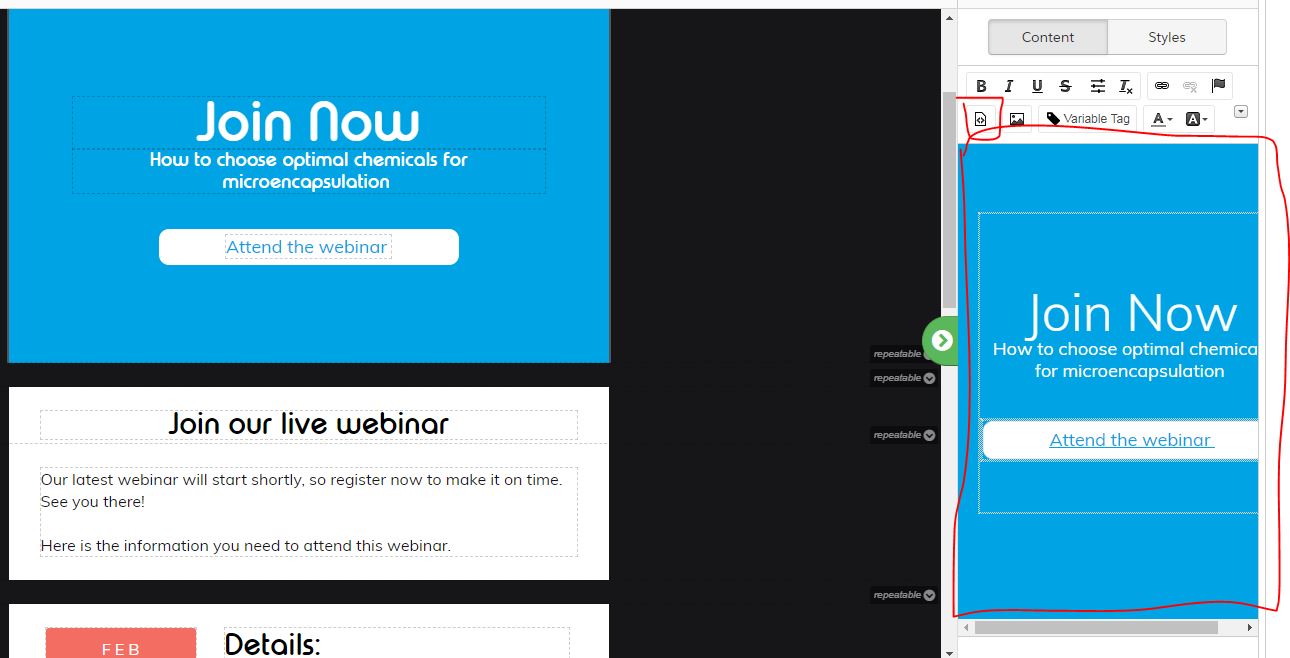 Join Now
How to choose optimal chemicals for
microencapsulation
Attend the webinar
repeatable
repeatable
Join our live webinar
repeatable
Our latest webinar will start shortly, so register now to make it on time.
See you there!
Here is the information you need to attend this webinar.
repeatable
FEB
Details:
Content Styles
B I U S Tx
Variable Tag A A
Join Now
How to choose optimal chemica
for microencapsulation
Attend the webinar